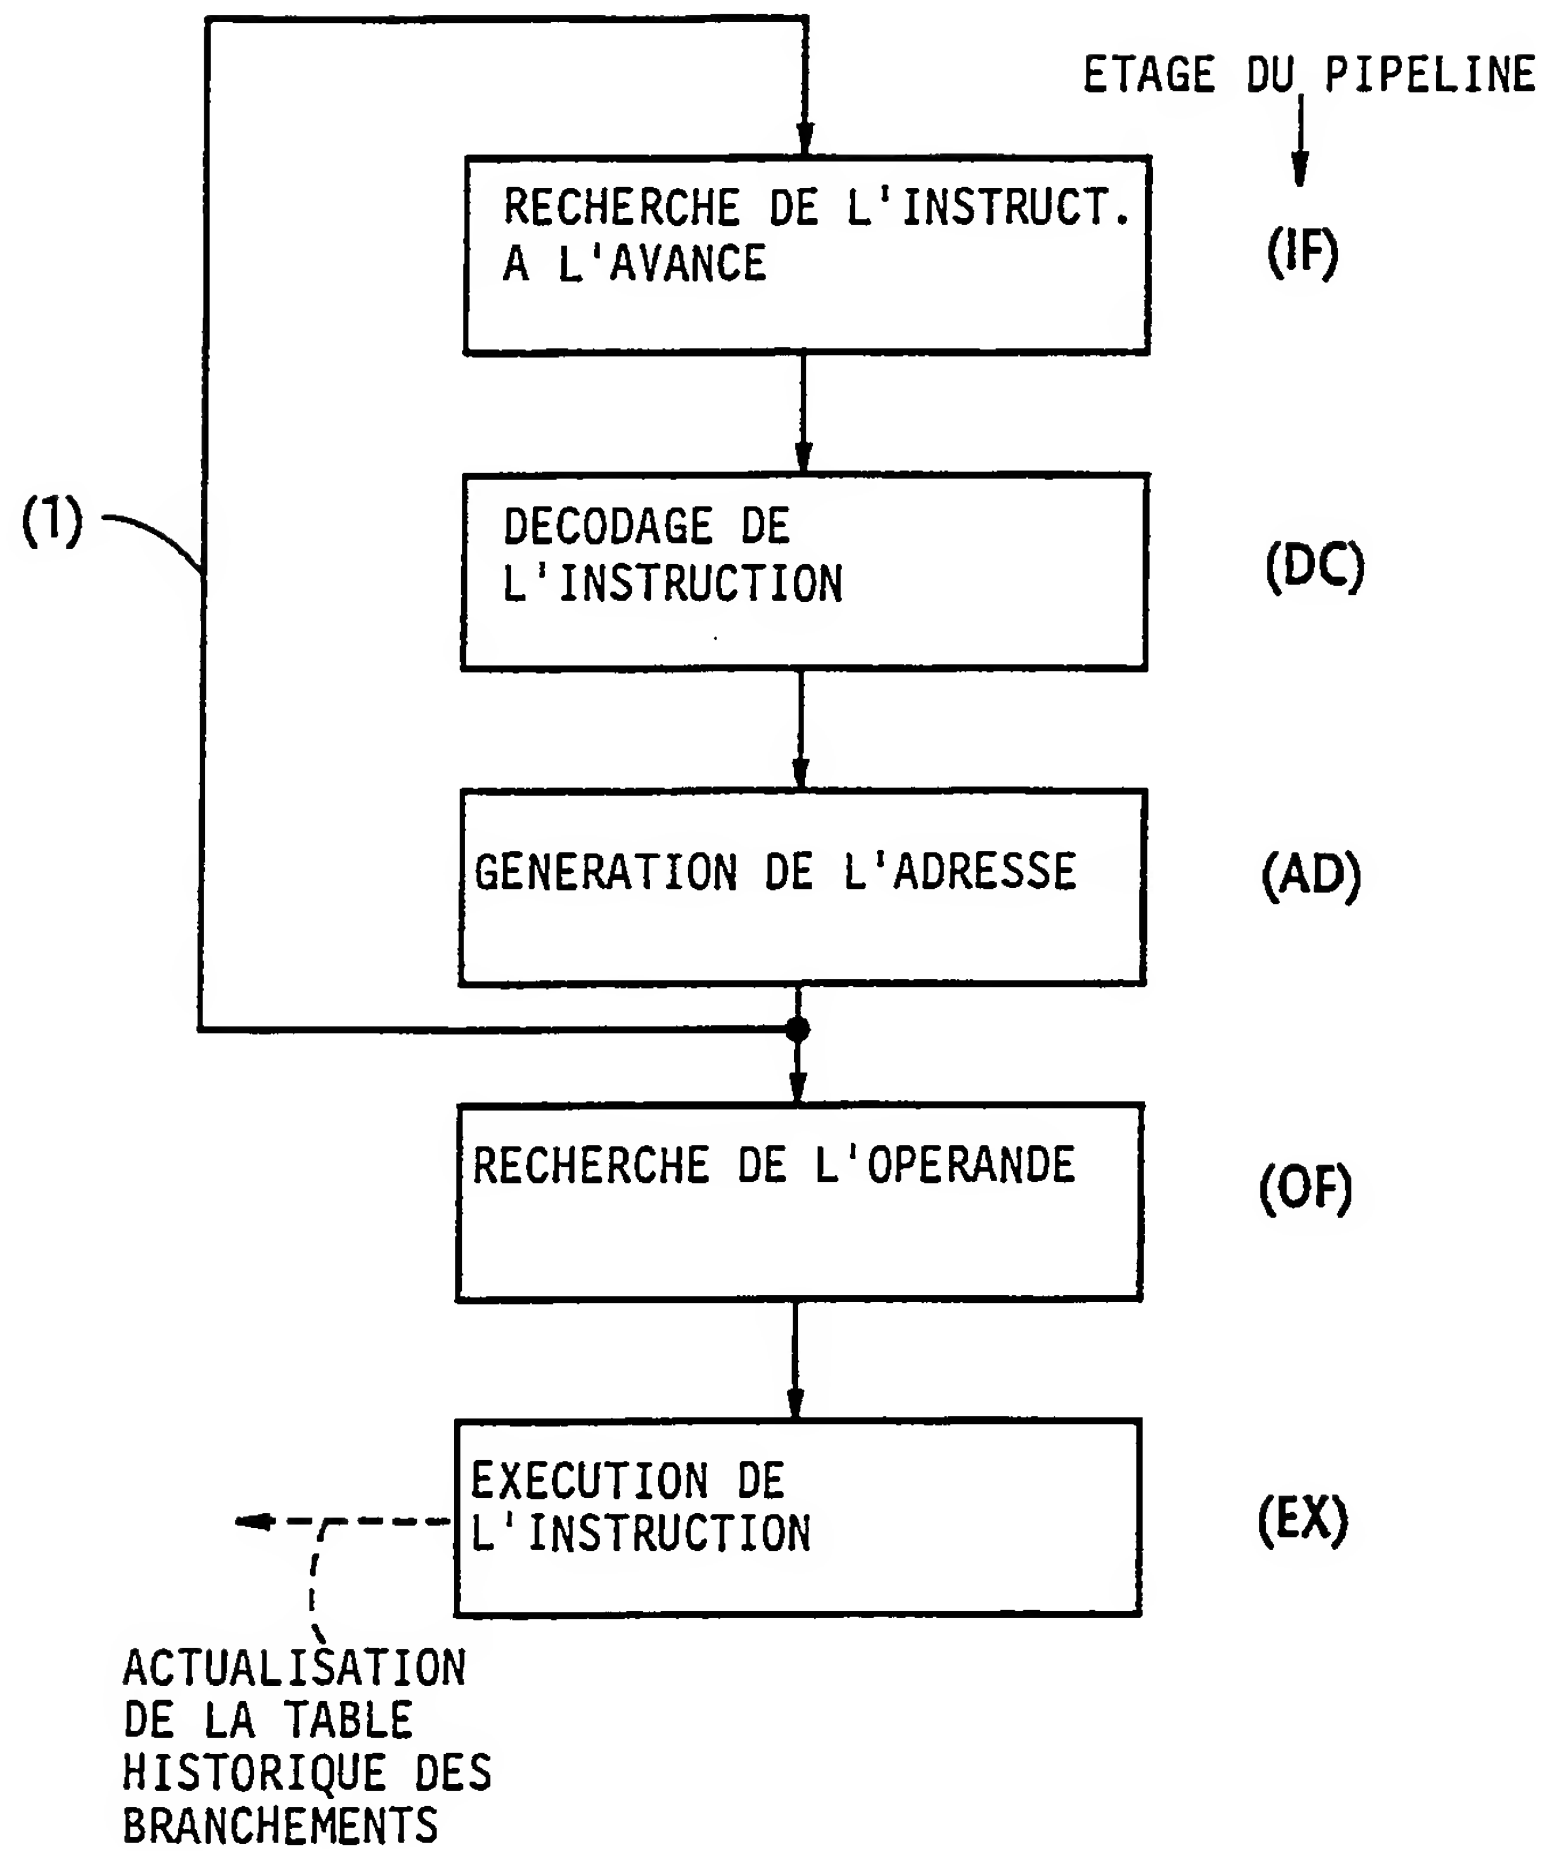 ETAGE DU PIPELINE
RECHERCHE DE L'INSTRUCT.
A L'AVANCE
(IF)
(1)
DECODAGE DE
L'INSTRUCTION
(DC)
GENERATION DE L'ADRESSE
(AD)
RECHERCHE DE L'OPERANDE
(OF)
EXECUTION DE
L'INSTRUCTION
(EX)
ACTUALISATION
DE LA TABLE
HISTORIQUE DES
BRANCHEMENTS